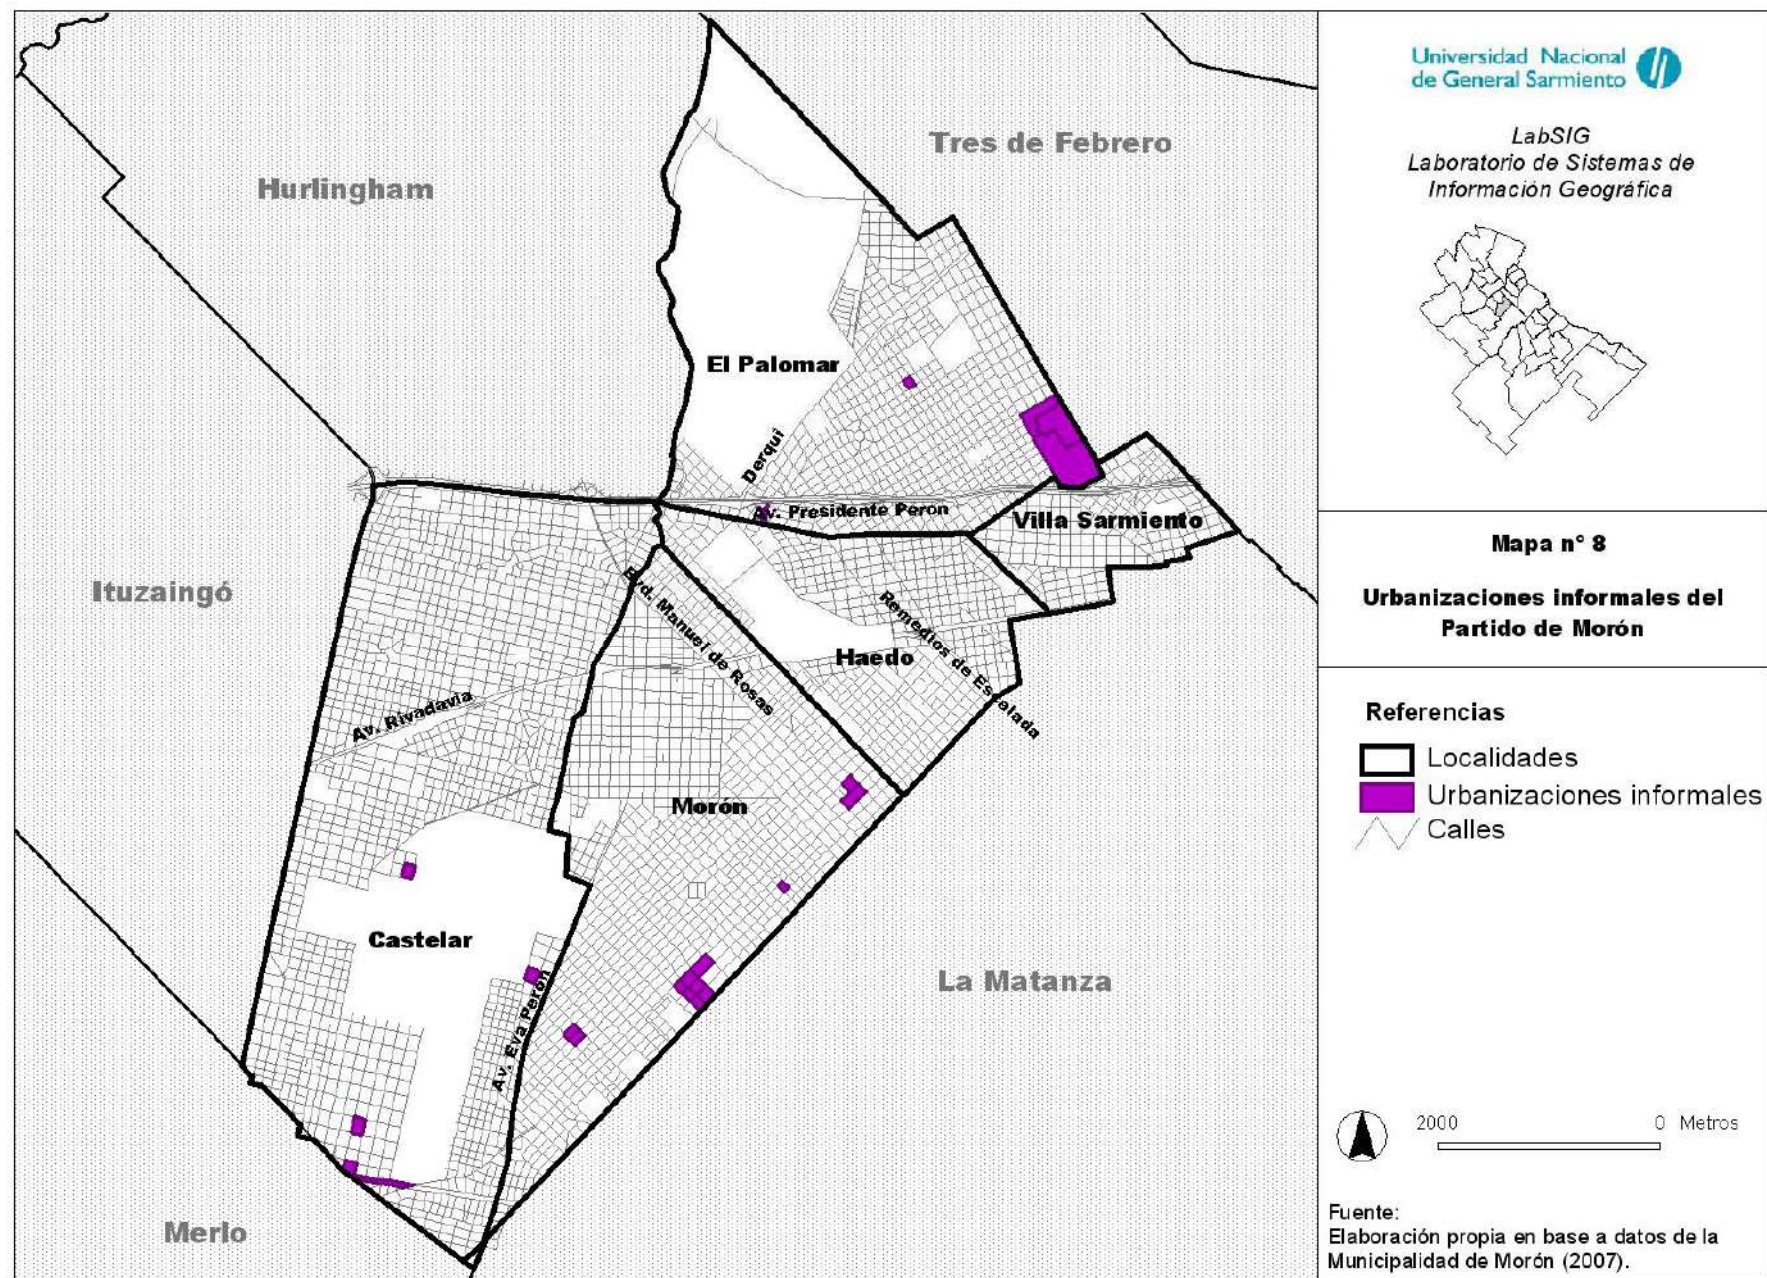 Tres de Febrero
Hurlingham
El Palomar
Derqui
Av. Presidente Peron
Villa Sarmiento
Ituzaingó
Bvd. Manuel de Rosas
Remedios de Escalada
Haedo
Av. Rivadavia
Morón
Castelar
La Matanza
Av. Eva Perón
Merlo
Universidad Nacional
de General Sarmiento
LabSIG
Laboratorio de Sistemas de
Información Geográfica
Mapa n° 8
Urbanizaciones informales del
Partido de Morón
Referencias
Localidades
Urbanizaciones informales
Calles
2000 0 Metros
Fuente:
Elaboración propia en base a datos de la
Municipalidad de Morón (2007).